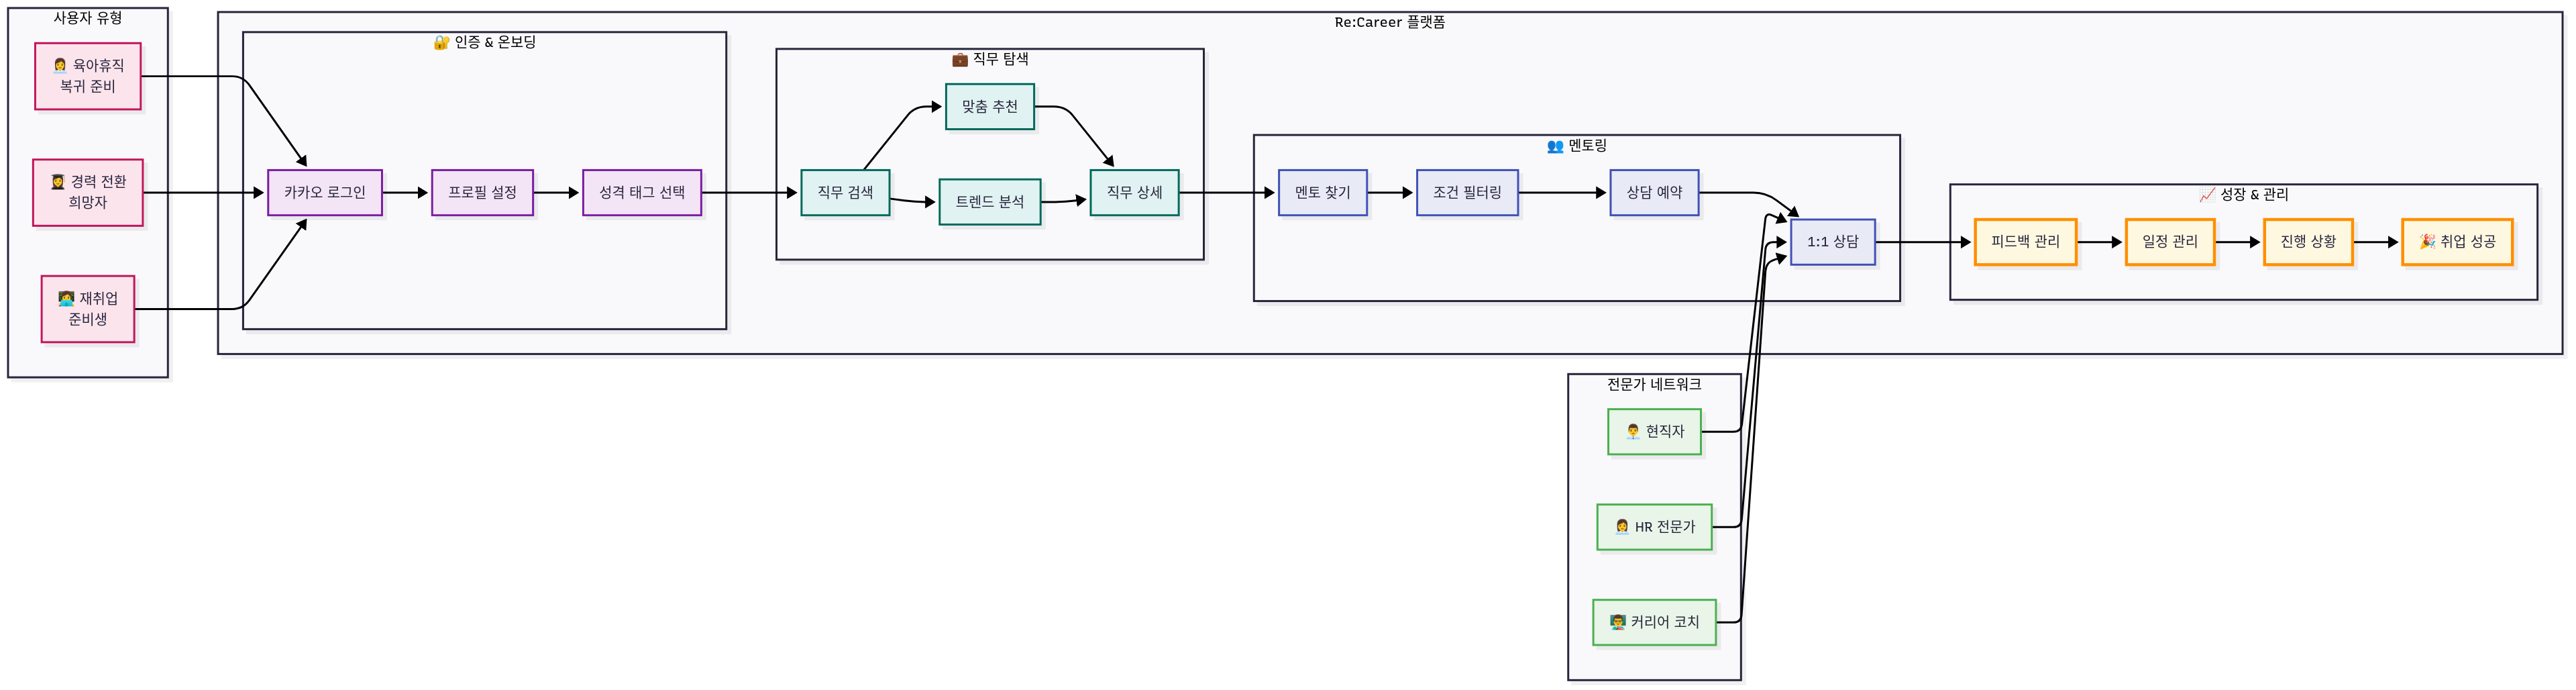 사용자 유형
👩‍💼 육아휴직
복귀 준비
👩‍🎓 경력 전환
희망자
👩‍💻 재취업
준비생
Re:Career 플랫폼
🔐 인증 & 온보딩
카카오 로그인
프로필 설정
성격 태그 선택
💼 직무 탐색
직무 검색
맞춤 추천
트렌드 분석
직무 상세
👥 멘토링
멘토 찾기
조건 필터링
상담 예약
1:1 상담
📈 성장 & 관리
피드백 관리
일정 관리
진행 상황
🎉 취업 성공
전문가 네트워크
👨‍💼 현직자
👩‍💼 HR 전문가
👨‍🏫 커리어 코치